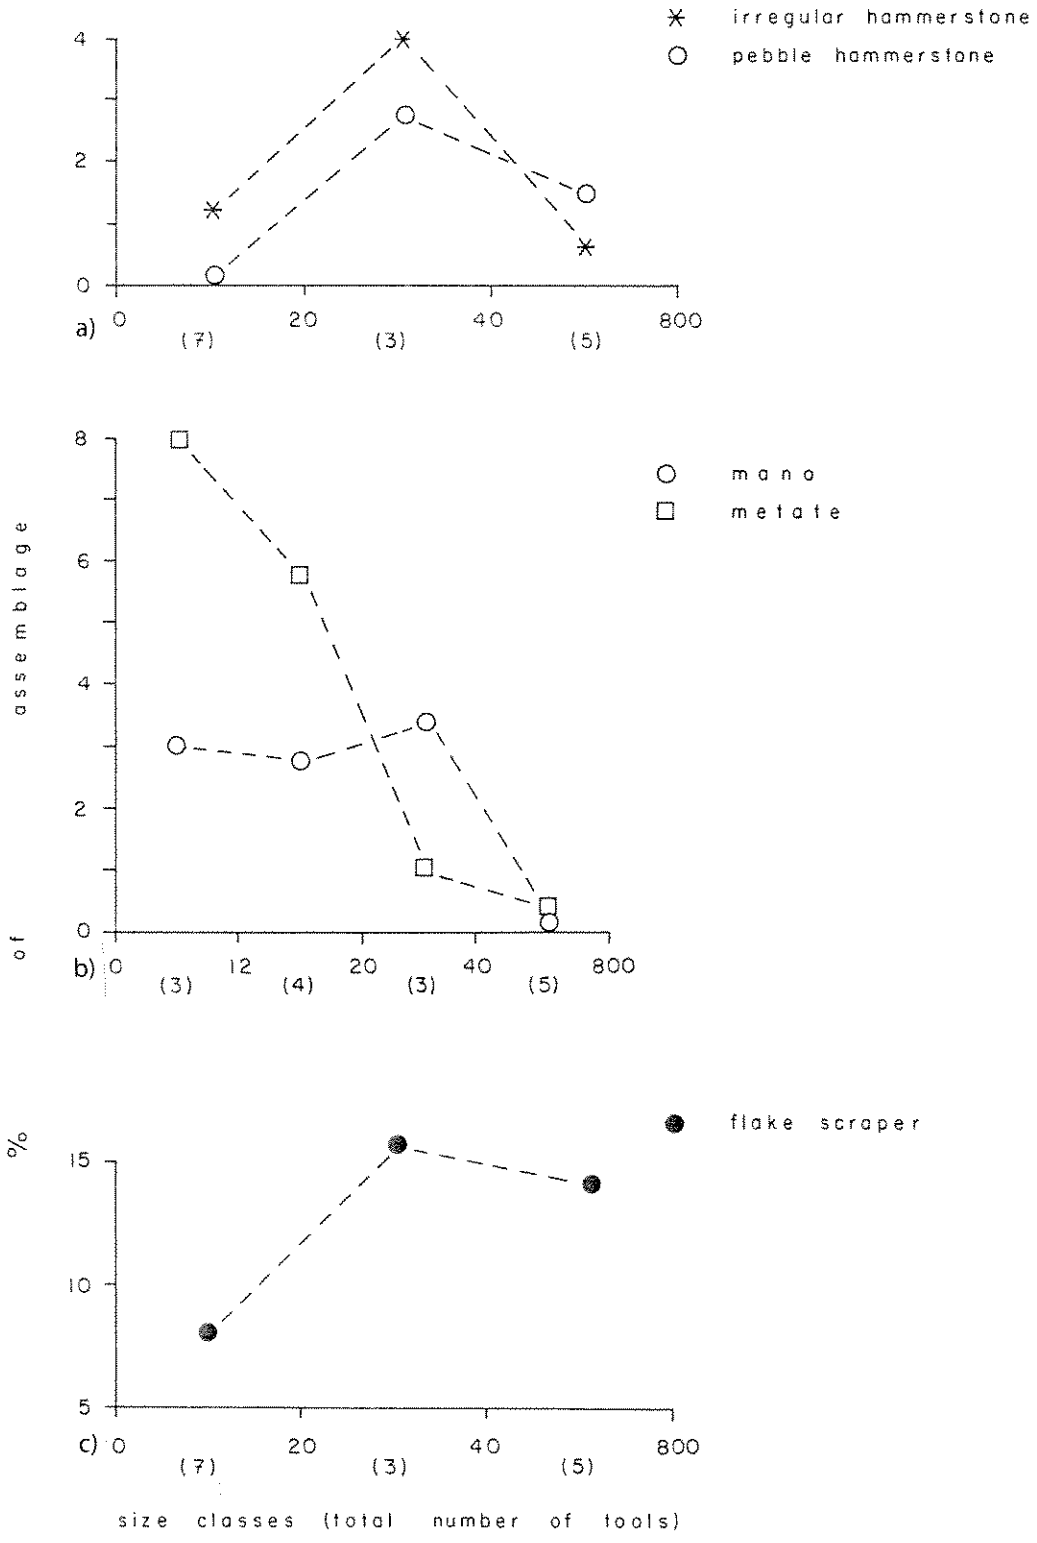 irregular hammerstone
pebble hammerstone
4
2
0
0 20 40 800
a) (7) (3) (5)
mano
metate
8
6
4
2
0
b) 0 12 20 40 800
(3) (4) (3) (5)
% of assemblage
flake scraper
15
10
5
c) 0 20 40 800
(7) (3) (5)
size classes (total number of tools)